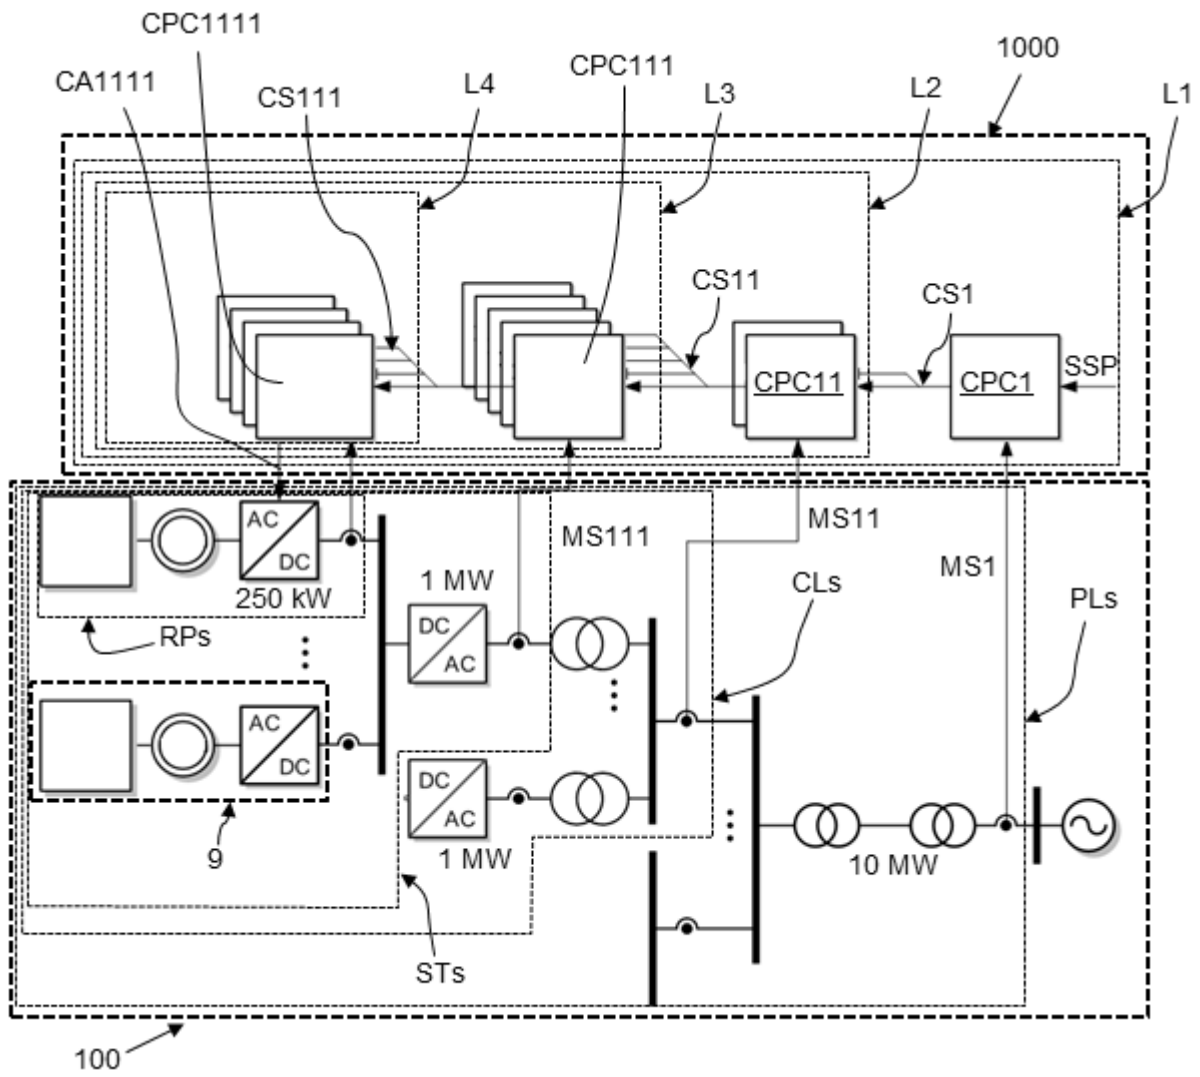 CPC1111
1000
CPC111
CA1111
CS111
L4
L3
L2
L1
CS11
CS1
CPC11
CPC1
SSP
AC
DC
250 kW
RPs
1 MW
DC
AC
MS111
MS11
MS1
CLs
PLs
AC
DC
9
DC
AC
1 MW
10 MW
STs
100